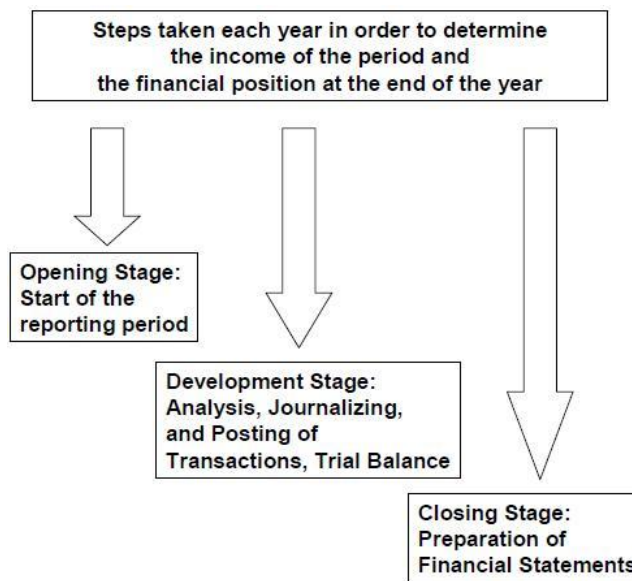 Steps taken each year in order to determine
the income of the period and
the financial position at the end of the year
Opening Stage:
Start of the
reporting period
Development Stage:
Analysis, Journalizing,
and Posting of
Transactions, Trial Balance
Closing Stage:
Preparation of
Financial Statements